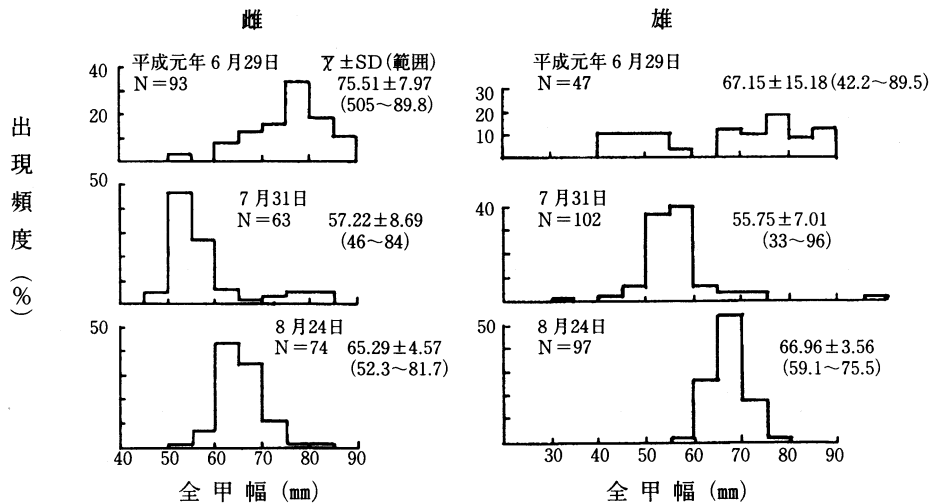 雌
平成元年6月29日
N=93
χ±SD(範囲)
75.51±7.97
(505~89.8)
40
20
7月31日
N=63
57.22±8.69
(46~84)
50
8月24日
N=74
65.29±4.57
(52.3~81.7)
50
40 50 60 70 80 90
全甲幅(mm)
雄
平成元年6月29日
N=47
67.15±15.18(42.2~89.5)
30
20
10
7月31日
N=102
55.75±7.01
(33~96)
40
8月24日
N=97
66.96±3.56
(59.1~75.5)
50
30 40 50 60 70 80 90
全甲幅(mm)
出現頻度(%)